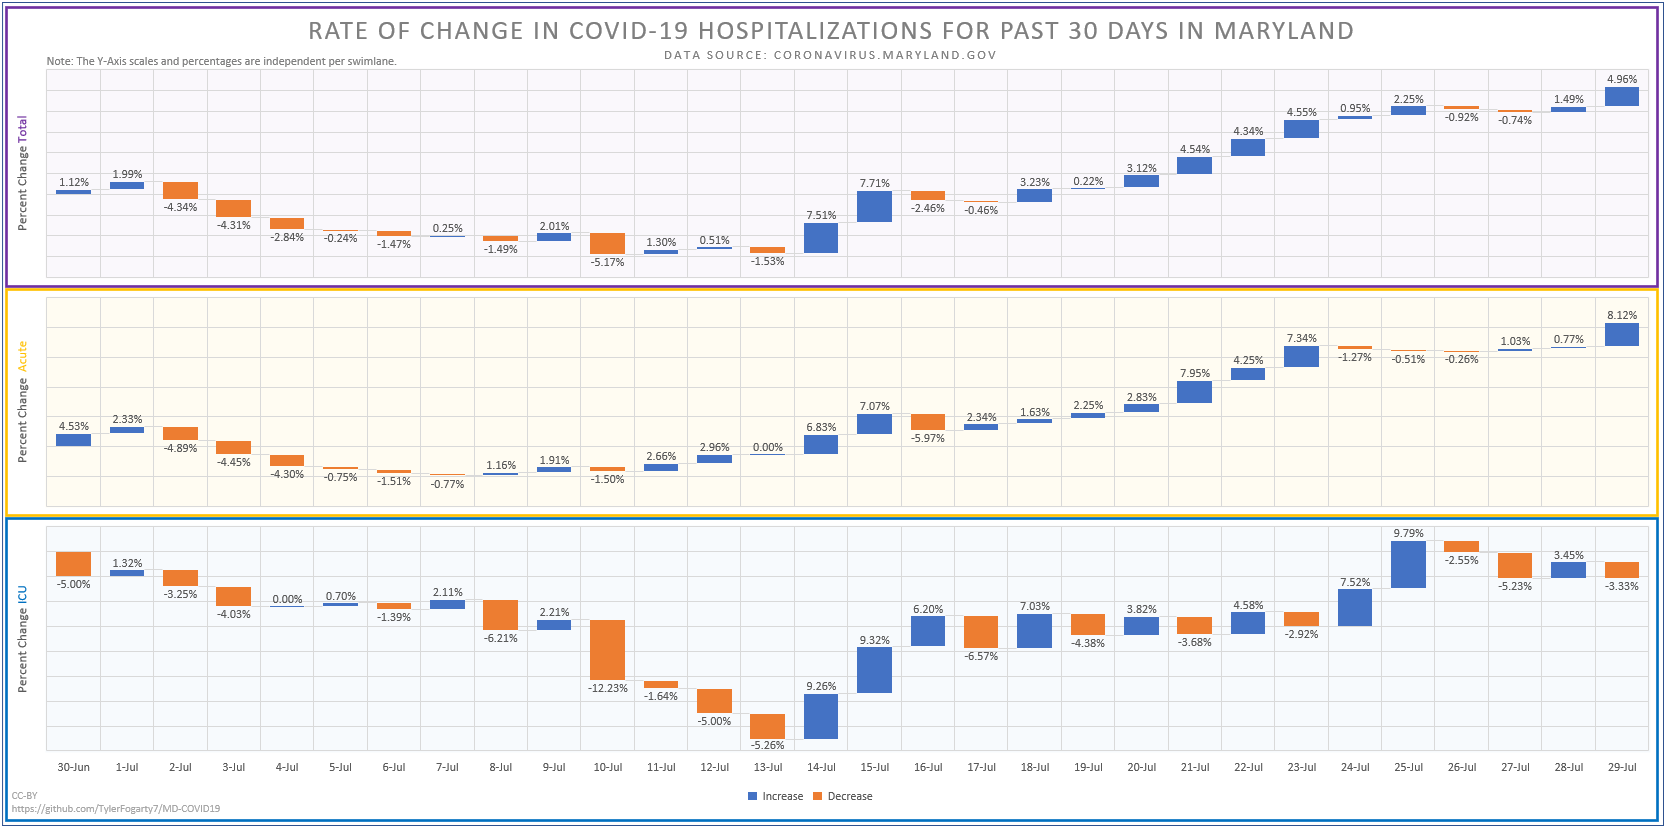 RATE OF CHANGE IN COVID-19 HOSPITALIZATIONS FOR PAST 30 DAYS IN MARYLAND
DATA SOURCE: CORONAVIRUS.MARYLAND.GOV
Note: The Y-Axis scales and percentages are independent per swimlane.
Percent Change Total
1.12% 1.99% -4.34% -4.31% -2.84% -0.24% -1.47% 0.25% -1.49% 2.01% -5.17% 1.30% 0.51% -1.53% 7.51% 7.71% -2.46% -0.46% 3.23% 0.22% 3.12% 4.54% 4.34% 4.55% 0.95% 2.25% -0.92% -0.74% 1.49% 4.96%
Percent Change Acute
4.53% 2.33% -4.89% -4.45% -4.30% -0.75% -1.51% -0.77% 1.16% 1.91% -1.50% 2.66% 2.96% 0.00% 6.83% 7.07% -5.97% 2.34% 1.63% 2.25% 2.83% 7.95% 4.25% 7.34% -1.27% -0.51% -0.26% 1.03% 0.77% 8.12%
Percent Change ICU
-5.00% 1.32% -3.25% -4.03% 0.00% 0.70% -1.39% 2.11% -6.21% 2.21% -12.23% -1.64% -5.00% -5.26% 9.26% 9.32% 6.20% -6.57% 7.03% -4.38% 3.82% -3.68% 4.58% -2.92% 7.52% 9.79% -2.55% -5.23% 3.45% -3.33%
30-Jun 1-Jul 2-Jul 3-Jul 4-Jul 5-Jul 6-Jul 7-Jul 8-Jul 9-Jul 10-Jul 11-Jul 12-Jul 13-Jul 14-Jul 15-Jul 16-Jul 17-Jul 18-Jul 19-Jul 20-Jul 21-Jul 22-Jul 23-Jul 24-Jul 25-Jul 26-Jul 27-Jul 28-Jul 29-Jul
Increase Decrease
CC-BY
https://github.com/TylerFogarty7/MD-COVID19